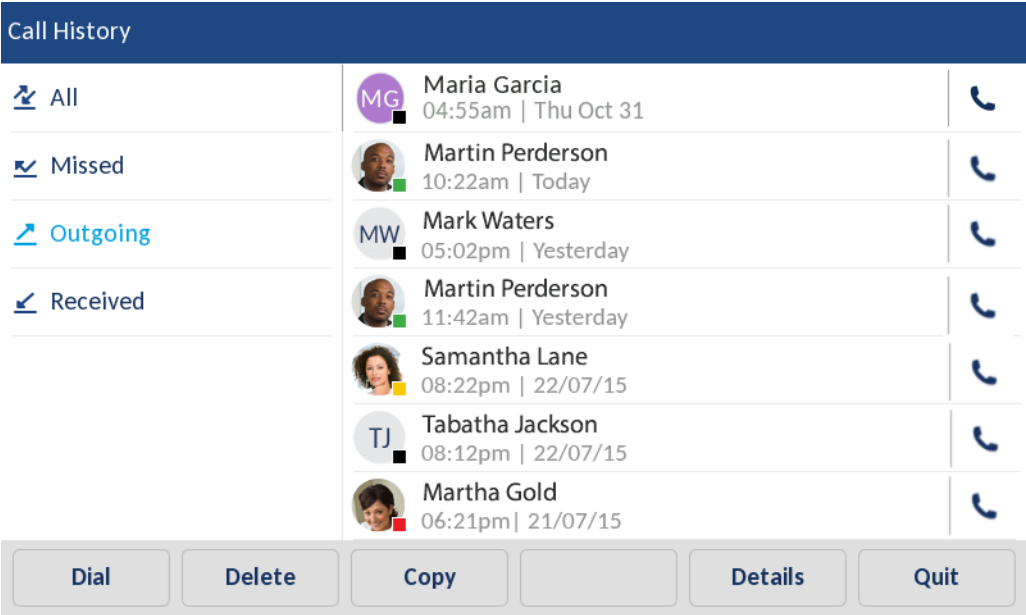 Call History
All
Missed
Outgoing
Received
MG
Maria Garcia
04:55am | Thu Oct 31
Martin Perderson
10:22am | Today
MW
Mark Waters
05:02pm | Yesterday
Martin Perderson
11:42am | Yesterday
Samantha Lane
08:22pm | 22/07/15
TJ
Tabatha Jackson
08:12pm | 22/07/15
Martha Gold
06:21pm| 21/07/15
Dial
Delete
Copy
Details
Quit